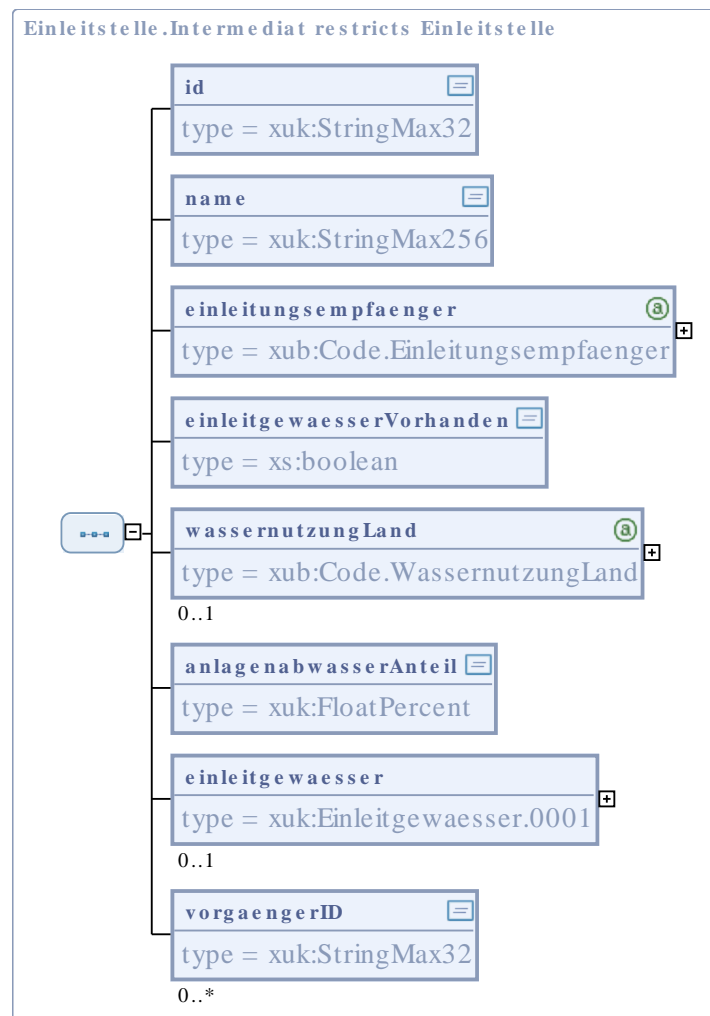 Einleitstelle.Intermediat restricts Einleitstelle
id
type = xuk:StringMax32
name
type = xuk:StringMax256
einleitungsempfaenger
type = xub:Code.Einleitungsempfaenger
einleitgewaesserVorhanden
type = xs:boolean
wassernutzungLand
type = xub:Code.WassernutzungLand
0..1
anlagenabwasserAnteil
type = xuk:FloatPercent
einleitgewaesser
type = xuk:Einleitgewaesser.0001
0..1
vorgaengerID
type = xuk:StringMax32
0..*